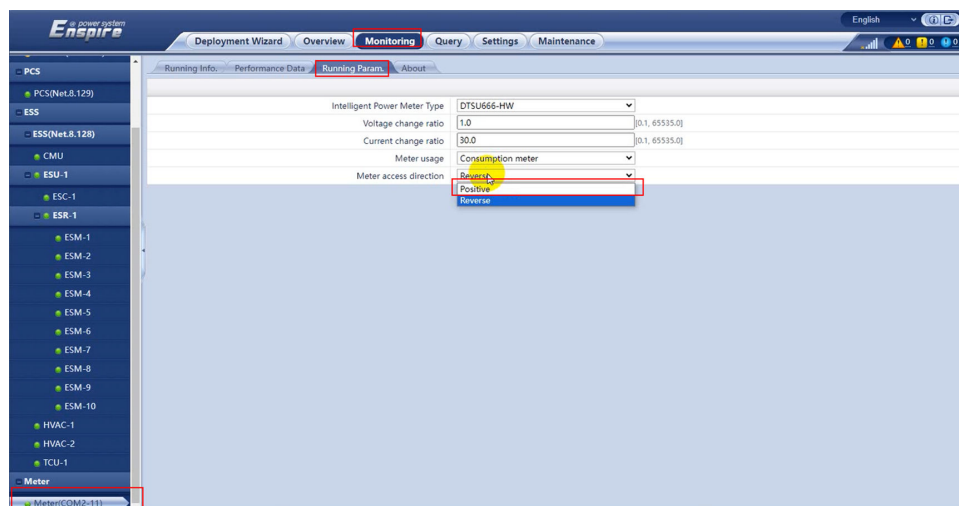 power system
Enspire
English
Deployment Wizard Overview Monitoring Query Settings Maintenance
0 0 0
PCS
PCS(Net.8.129)
ESS
ESS(Net.8.128)
CMU
ESU-1
ESC-1
ESR-1
ESM-1
ESM-2
ESM-3
ESM-4
ESM-5
ESM-6
ESM-7
ESM-8
ESM-9
ESM-10
HVAC-1
HVAC-2
TCU-1
Meter
Meter(COM2-11)
Running Info. Performance Data Running Param. About
Intelligent Power Meter Type DTSU666-HW
Voltage change ratio 1.0 [0.1, 65535.0]
Current change ratio 30.0 [0.1, 65535.0]
Meter usage Consumption meter
Meter access direction Reverse
Positive
Reverse